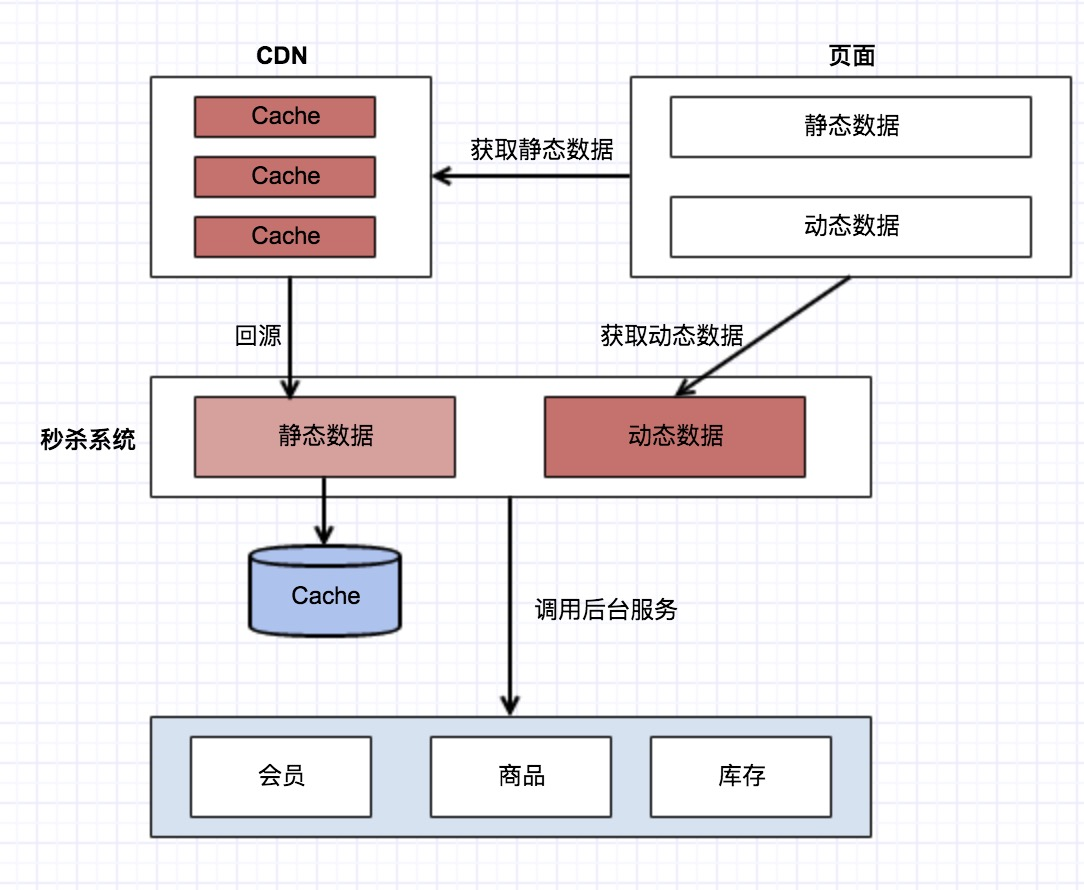 CDN
页面
Cache
Cache
Cache
获取静态数据
静态数据
动态数据
回源
获取动态数据
秒杀系统
静态数据
动态数据
Cache
调用后台服务
会员
商品
库存